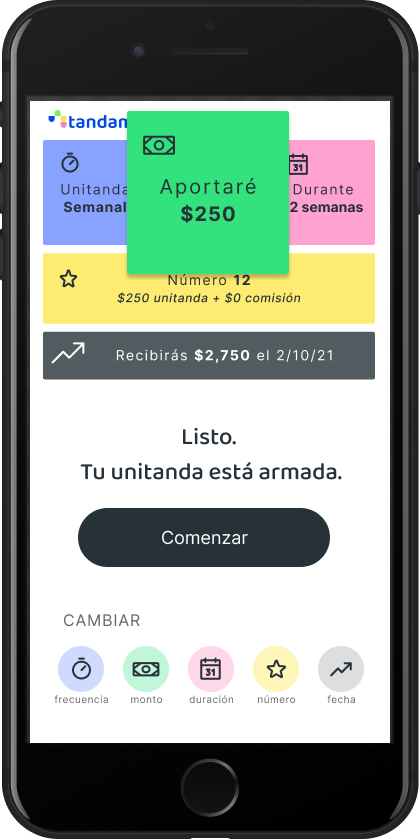 tandam
Aportaré
$250
Unitanda
Semanal
31
Durante
2 semanas
Número 12
$250 unitanda + $0 comisión
Recibirás $2,750 el 2/10/21
Listo.
Tu unitanda está armada.
Comenzar
CAMBIAR
31
frecuencia monto duración número fecha